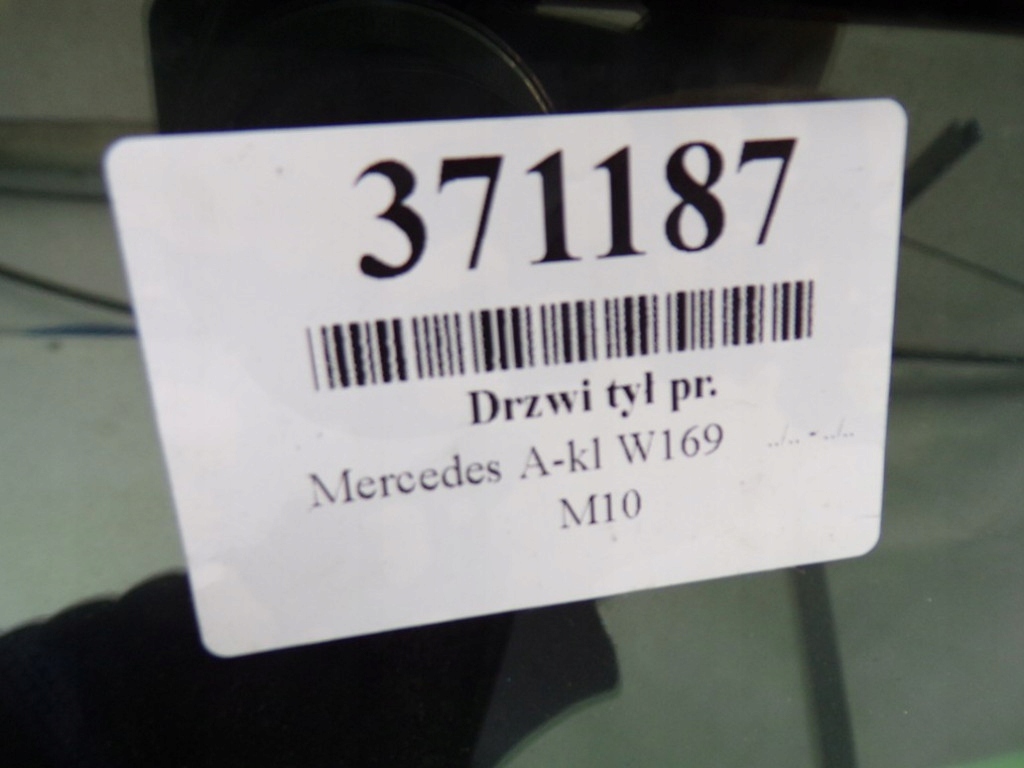 371187
Drzwi tył pr.
Mercedes A-kl W169 ../.. - ../..
M10